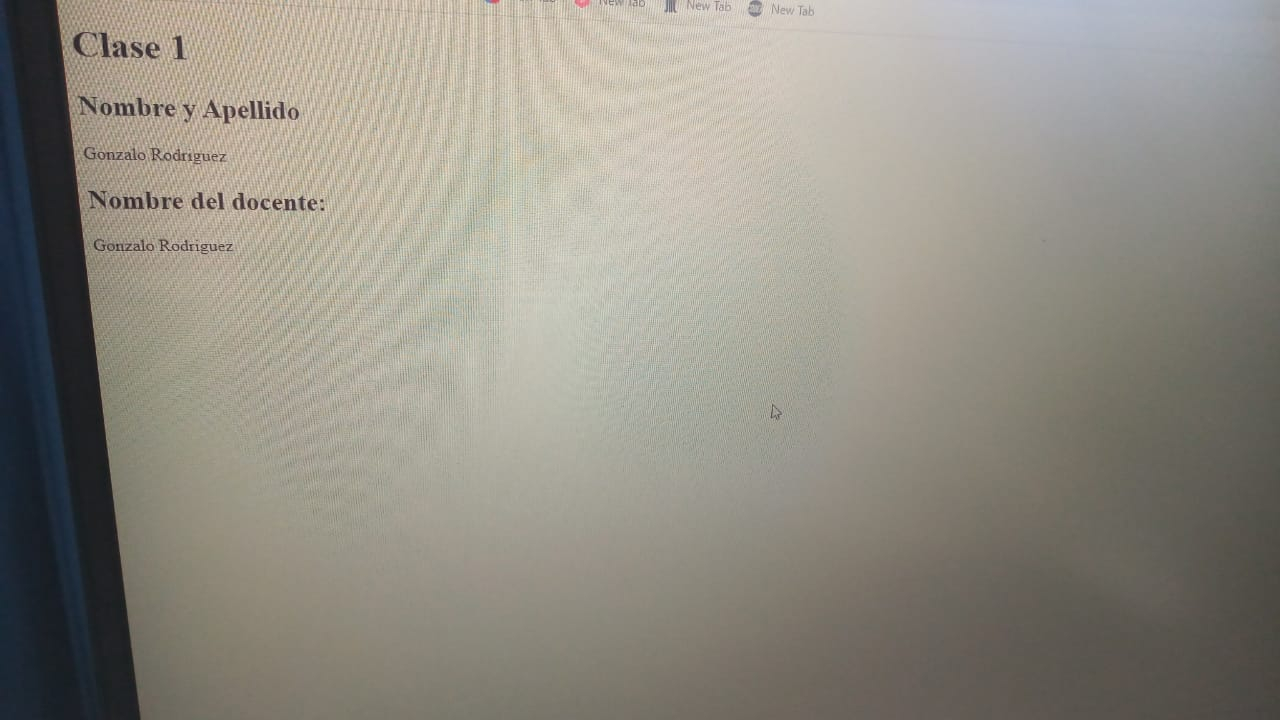 New Tab
New Tab
New Tab
Clase 1
Nombre y Apellido
Gonzalo Rodriguez
Nombre del docente:
Gonzalo Rodriguez